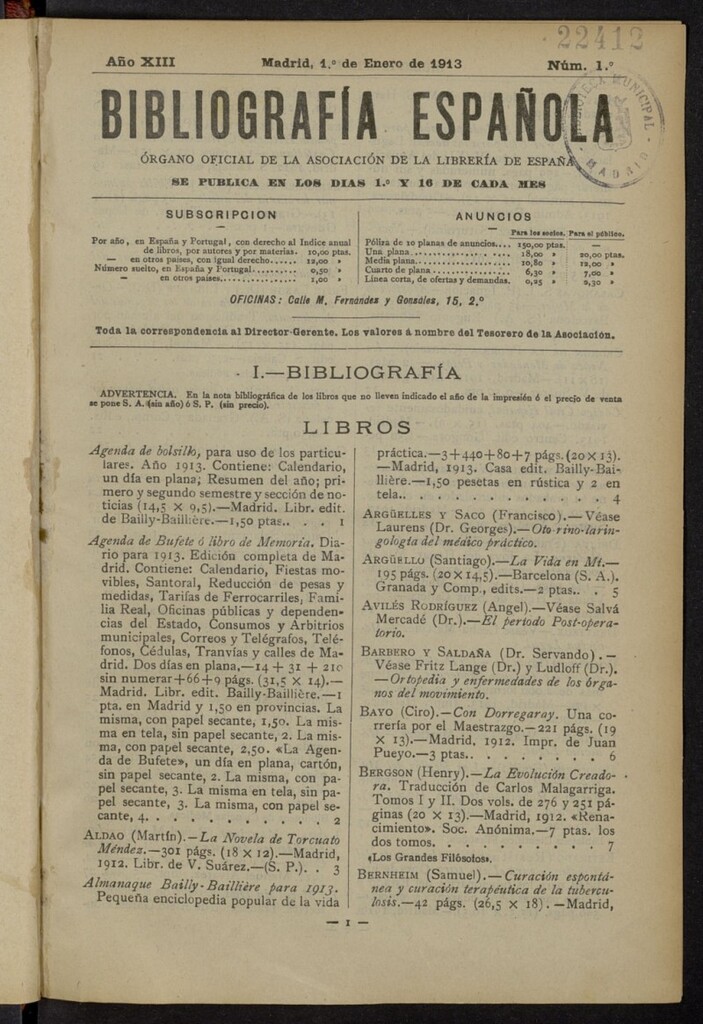 22412
Año XIII Madrid, 1.º de Enero de 1913 Núm. 1.º
BIBLIOTECA MUNICIPAL MADRID
BIBLIOGRAFÍA ESPAÑOLA
ÓRGANO OFICIAL DE LA ASOCIACIÓN DE LA LIBRERÍA DE ESPAÑA
SE PUBLICA EN LOS DIAS 1.º Y 16 DE CADA MES
SUBSCRIPCION
Por año, en España y Portugal, con derecho al Indice anual
de libros, por autores y por materias. 10,00 ptas.
— en otros países, con igual derecho...... 12,00 »
Número suelto, en España y Portugal.......... 0,50 »
— en otros países............... 1,00 »
ANUNCIOS
Para los socios. Para el público.
Póliza de 10 planas de anuncios.... 150,00 ptas. —
Una plana........................ 18,00 » 20,00 ptas.
Media plana...................... 10,80 » 12,00 »
Cuarto de plana.................. 6,30 » 7,00 »
Linea corta, de ofertas y demandas. 0,25 » 0,30 »
OFICINAS: Calle M. Fernández y González, 15, 2.º
Toda la correspondencia al Director-Gerente. Los valores á nombre del Tesorero de la Asociación.
I.—BIBLIOGRAFÍA
ADVERTENCIA. En la nota bibliográfica de los libros que no lleven indicado el año de la impresión ó el precio de venta
se pone S. A. (sin año) ó S. P. (sin precio).
LIBROS
Agenda de bolsillo, para uso de los particu-
lares. Año 1913. Contiene: Calendario,
un día en plana; Resumen del año; pri-
mero y segundo semestre y sección de no-
ticias (14,5 × 9,5).—Madrid. Libr. edit.
de Bailly-Baillière.—1,50 ptas... . 1
Agenda de Bufete ó libro de Memoria. Dia-
rio para 1913. Edición completa de Ma-
drid. Contiene: Calendario, Fiestas mo-
vibles, Santoral, Reducción de pesas y
medidas, Tarifas de Ferrocarriles, Fami-
lia Real, Oficinas públicas y dependen-
cias del Estado, Consumos y Arbitrios
municipales, Correos y Telégrafos, Telé-
fonos, Cédulas, Tranvías y calles de Ma-
drid. Dos días en plana,—14 + 31 + 210
sin numerar+66+9 págs. (31,5 × 14).—
Madrid. Libr. edit. Bailly-Baillière.—1
pta. en Madrid y 1,50 en provincias. La
misma, con papel secante, 1,50. La mis-
ma en tela, sin papel secante, 2. La mis-
ma, con papel secante, 2,50. «La Agen-
da de Bufete», un día en plana, cartón,
sin papel secante, 2. La misma, con pa-
pel secante, 3. La misma en tela, sin pa-
pel secante, 3. La misma, con papel se-
cante, 4. . . . . . . . . . . 2
ALDAO (Martín).—La Novela de Torcuato
Méndez.—301 págs. (18 × 12).—Madrid,
1912. Libr. de V. Suárez.—(S. P.). . 3
Almanaque Bailly-Baillière para 1913.
Pequeña enciclopedia popular de la vida
práctica.—3+440+80+7 págs. (20 × 13).
—Madrid, 1913. Casa edit. Bailly-Bai-
llière.—1,50 pesetas en rústica y 2 en
tela.. . . . . . . . . . . 4
ARGÜELLES Y SACO (Francisco).—Véase
Laurens (Dr. Georges).—Oto-rino-larin-
gología del médico práctico.
ARGÜELLO (Santiago).—La Vida en Mí.—
195 págs. (20 × 14,5).—Barcelona (S. A.).
Granada y Comp., edits.—2 ptas.. . 5
AVILÉS RODRÍGUEZ (Angel).—Véase Salvá
Mercadé (Dr.).—El periodo Post-opera-
torio.
BARBERO Y SALDAÑA (Dr. Servando).—
Véase Fritz Lange (Dr.) y Ludloff (Dr.).
—Ortopedia y enfermedades de los órga-
nos del movimiento.
BAYO (Ciro).—Con Dorregaray. Una co-
rrería por el Maestrazgo.—221 págs. (19
× 13).—Madrid, 1912. Impr. de Juan
Pueyo.—3 ptas.. . . . . . . . 6
BERGSON (Henry).—La Evolución Creado-
ra. Traducción de Carlos Malagarriga.
Tomos I y II. Dos vols. de 276 y 251 pá-
ginas (20 × 13).—Madrid, 1912. «Rena-
cimiento». Soc. Anónima.—7 ptas. los
dos tomos. . . . . . . . . . 7
«Los Grandes Filósofos».
BERNHEIM (Samuel).—Curación espontá-
nea y curación terapéutica de la tubercu-
losis.—42 págs. (26,5 × 18).—Madrid,
— 1 —